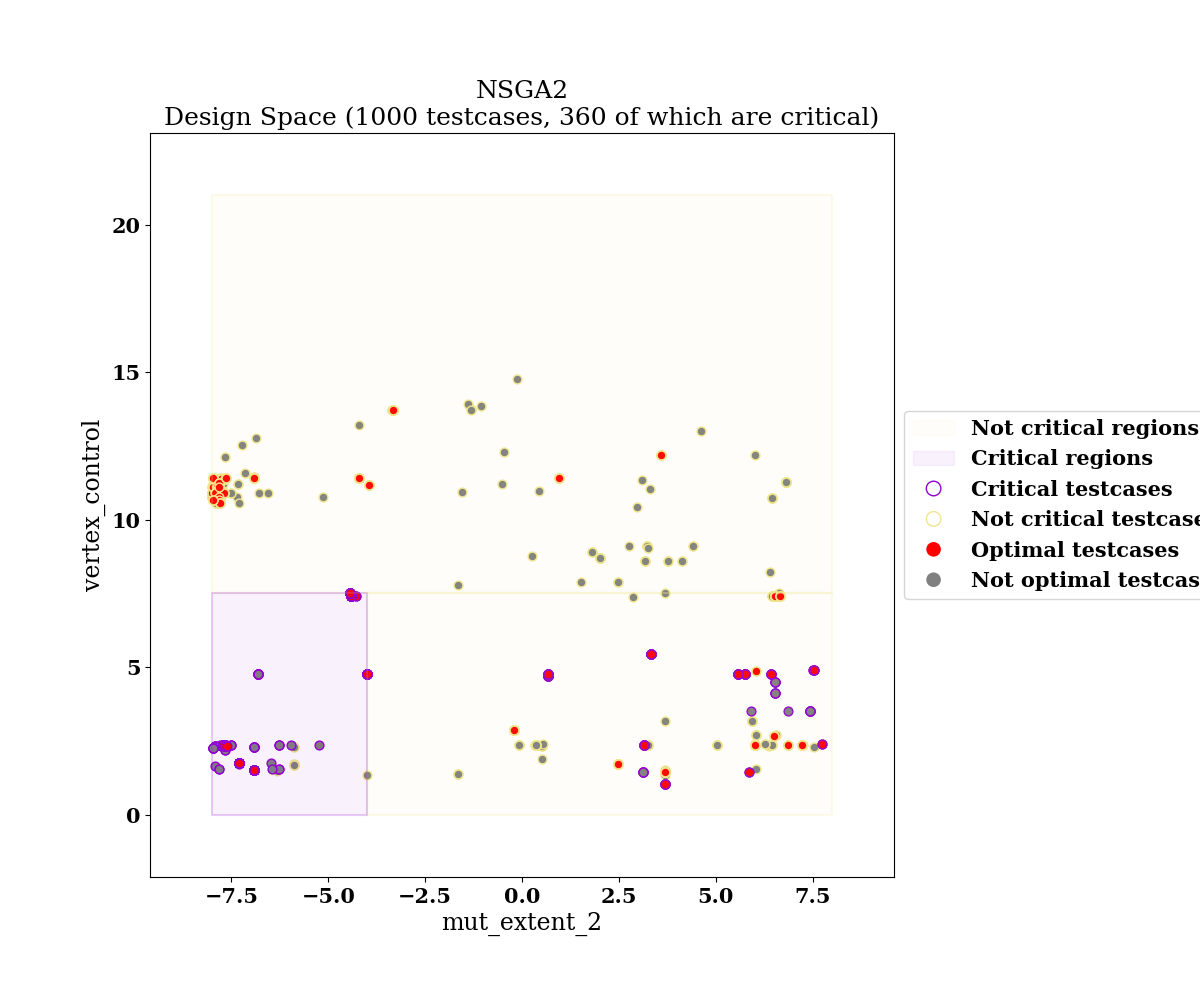 NSGA2
Design Space (1000 testcases, 360 of which are critical)
20
15
10
5
0
vertex_control
−7.5 −5.0 −2.5 0.0 2.5 5.0 7.5
mut_extent_2
Not critical regions
Critical regions
Critical testcases
Not critical testcase
Optimal testcases
Not optimal testcas